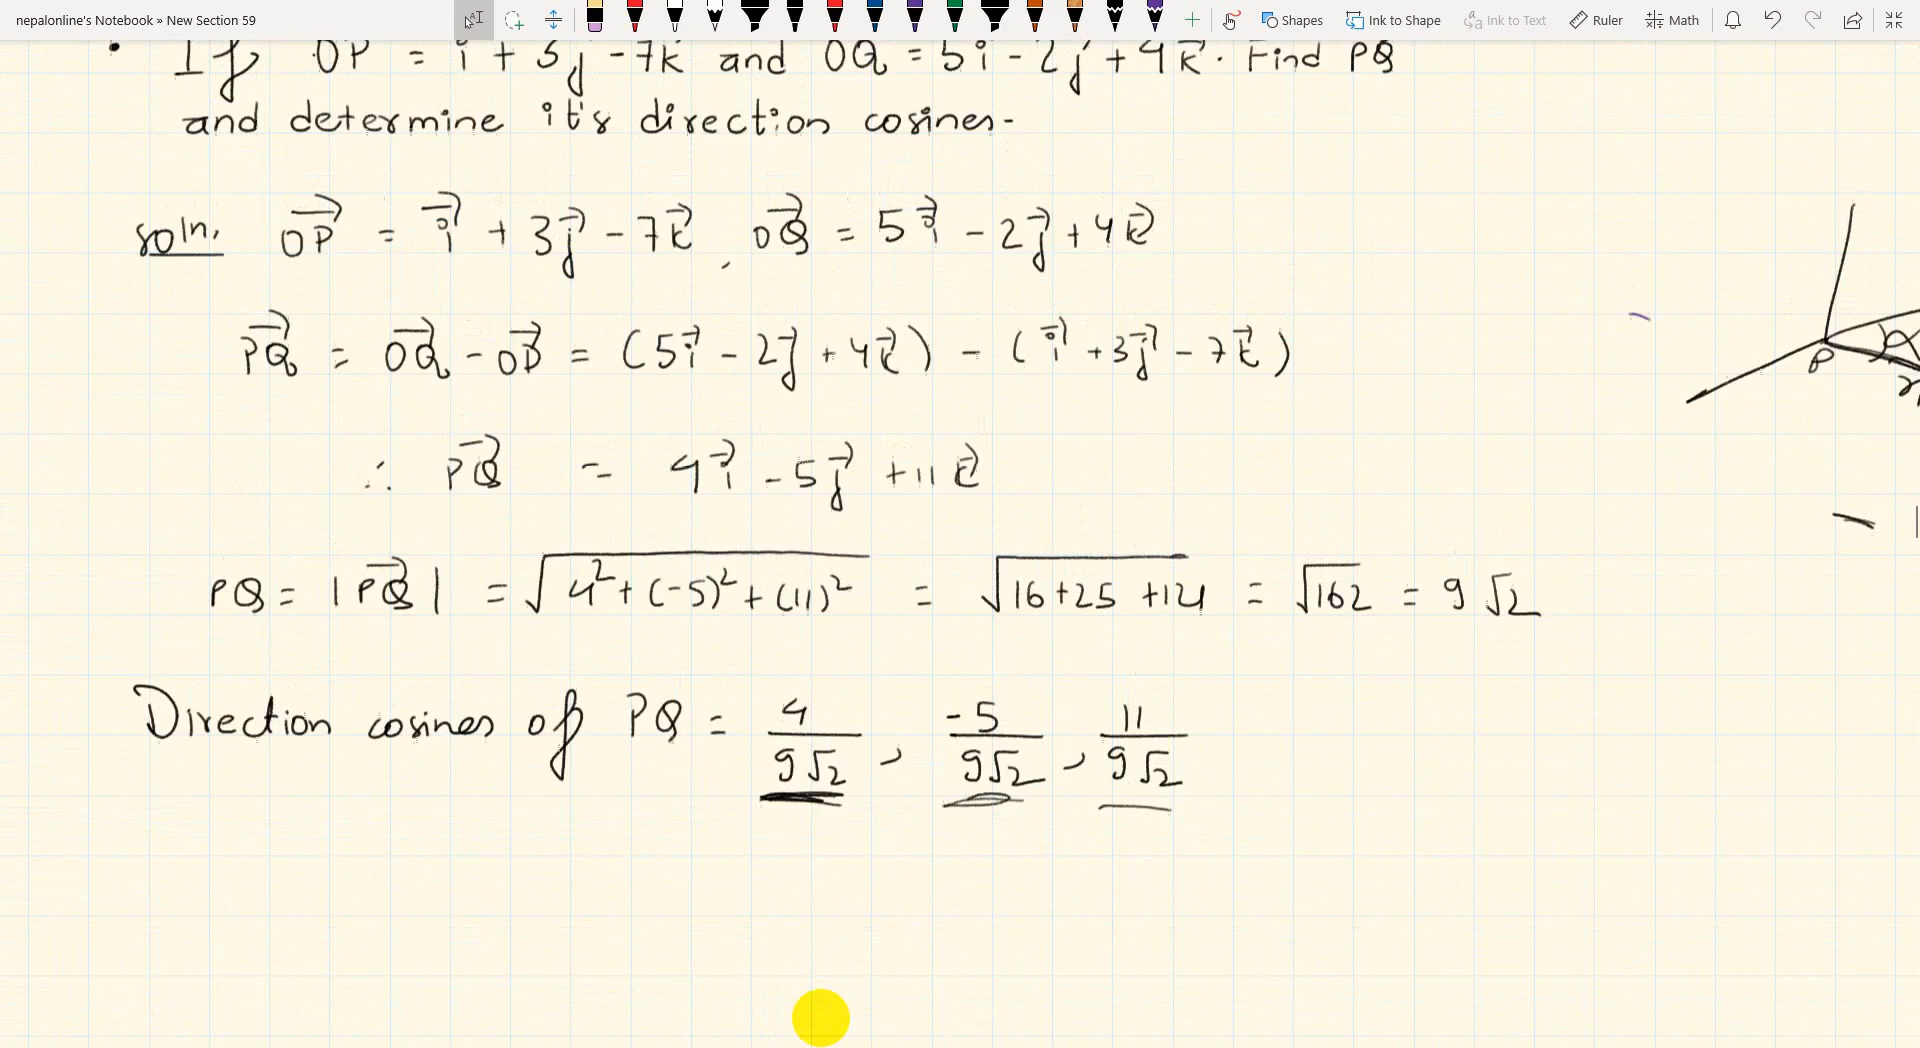 nepalonline's Notebook » New Section 59
Shapes Ink to Shape Ink to Text Ruler Math
If OP = i + 3j - 7k and OQ = 5i - 2j + 4k. Find PQ
and determine it's direction cosines-
soln. OP⃗ = i⃗ + 3j⃗ - 7k⃗, OQ⃗ = 5i⃗ - 2j⃗ + 4k⃗
PQ⃗ = OQ⃗ - OP⃗ = (5i⃗ - 2j⃗ + 4k⃗) - (i⃗ + 3j⃗ - 7k⃗)
∴ PQ⃗ = 4i⃗ - 5j⃗ + 11k⃗
PQ = |PQ⃗| = √(4² + (-5)² + (11)²) = √(16+25+121) = √162 = 9√2
Direction cosines of PQ = 4/9√2, -5/9√2, 11/9√2
P